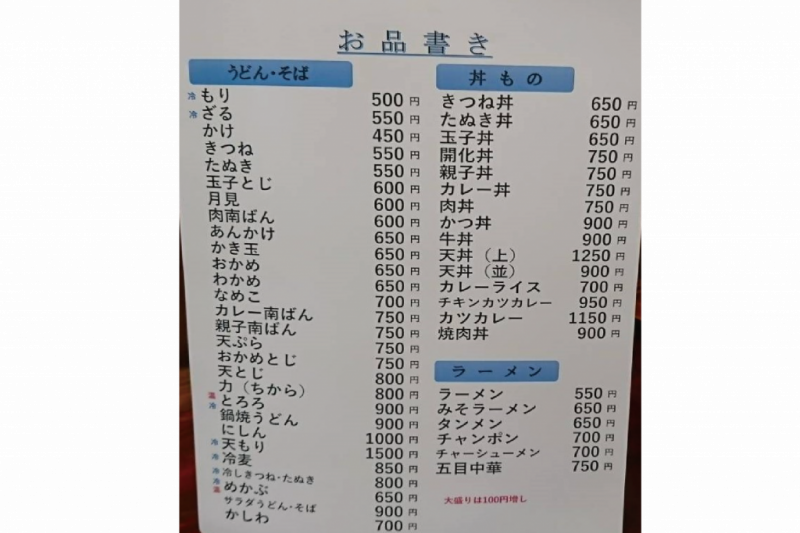 お品書き
うどん・そば
冷 もり 500円
冷 ざる 550円
かけ 450円
きつね 550円
たぬき 550円
玉子とじ 600円
月見 600円
肉南ばん 600円
あんかけ 650円
かき玉 650円
おかめ 650円
わかめ 650円
なめこ 700円
カレー南ばん 750円
親子南ばん 750円
天ぷら 750円
おかめとじ 750円
天とじ 800円
力（ちから） 800円
温冷 とろろ 900円
鍋焼うどん 900円
にしん 1000円
冷 天もり 1500円
冷 冷麦 850円
冷 冷しきつね・たぬき 800円
冷温 めかぶ 650円
サラダうどん・そば 900円
かしわ 700円
丼もの
きつね丼 650円
たぬき丼 650円
玉子丼 650円
開化丼 750円
親子丼 750円
カレー丼 750円
肉丼 750円
かつ丼 900円
牛丼 900円
天丼（上） 1250円
天丼（並） 900円
カレーライス 700円
チキンカツカレー 950円
カツカレー 1150円
焼肉丼 900円
ラーメン
ラーメン 550円
みそラーメン 650円
タンメン 650円
チャンポン 700円
チャーシューメン 700円
五目中華 750円
大盛りは100円増し